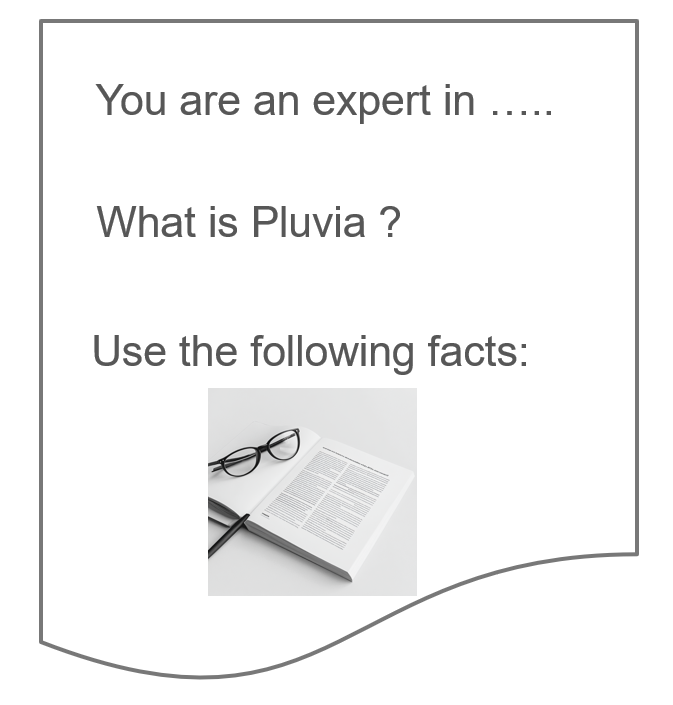 You are an expert in .....
What is Pluvia ?
Use the following facts: